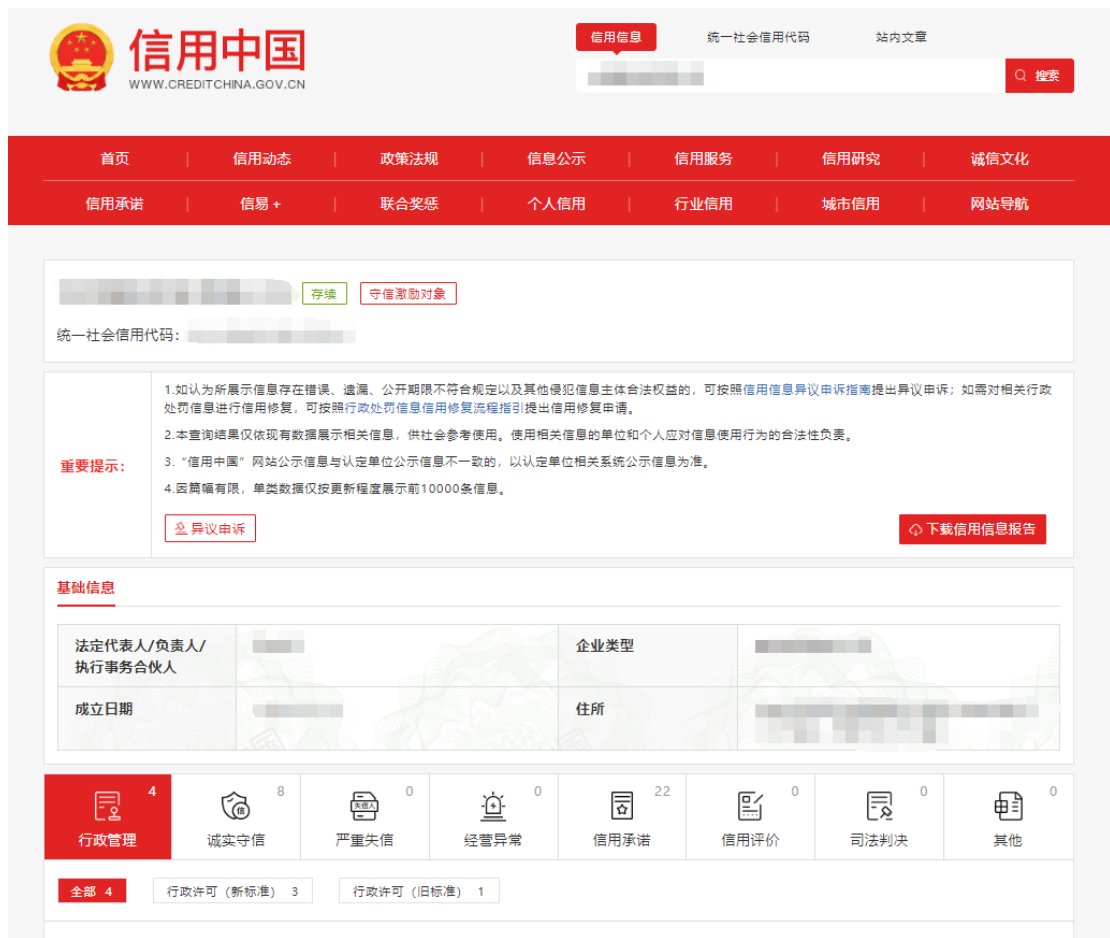 信用中国
WWW.CREDITCHINA.GOV.CN
信用信息 统一社会信用代码 站内文章
搜索
首页 信用动态 政策法规 信息公示 信用服务 信用研究 诚信文化
信用承诺 信易+ 联合奖惩 个人信用 行业信用 城市信用 网站导航
存续 守信激励对象
统一社会信用代码：
重要提示：
1.如认为所展示信息存在错误、遗漏、公开期限不符合规定以及其他侵犯信息主体合法权益的，可按照信用信息异议申诉指南提出异议申诉；如需对相关行政
处罚信息进行信用修复，可按照行政处罚信息信用修复流程指引提出信用修复申请。
2.本查询结果仅依现有数据展示相关信息，供社会参考使用。使用相关信息的单位和个人应对信息使用行为的合法性负责。
3.“信用中国”网站公示信息与认定单位公示信息不一致的，以认定单位相关系统公示信息为准。
4.因篇幅有限，单类数据仅按更新程度展示前10000条信息。
异议申诉 下载信用信息报告
基础信息
法定代表人/负责人/
执行事务合伙人
企业类型
成立日期 住所
4 8 0 0 22 0 0 0
行政管理 诚实守信 严重失信 经营异常 信用承诺 信用评价 司法判决 其他
全部 4 行政许可（新标准） 3 行政许可（旧标准） 1